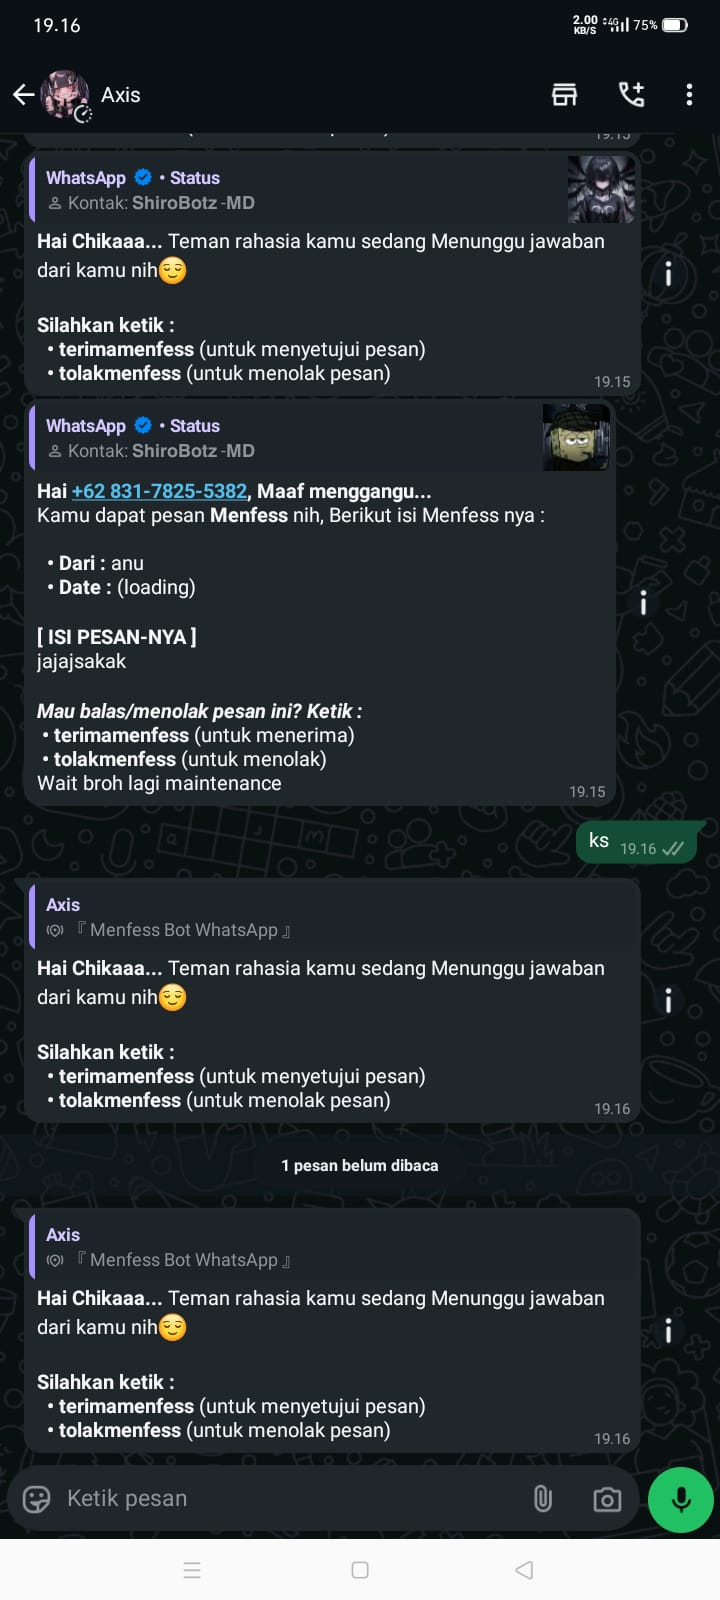 19.16
2.00 KB/S 4G 75%
Axis
19.15
WhatsApp • Status
Kontak: ShiroBotz-MD
Hai Chikaaa... Teman rahasia kamu sedang Menunggu jawaban
dari kamu nih😌
Silahkan ketik :
• terimamenfess (untuk menyetujui pesan)
• tolakmenfess (untuk menolak pesan)
19.15
WhatsApp • Status
Kontak: ShiroBotz-MD
Hai +62 831-7825-5382, Maaf menggangu...
Kamu dapat pesan Menfess nih, Berikut isi Menfess nya :
• Dari : anu
• Date : (loading)
[ ISI PESAN-NYA ]
jajajsakak
Mau balas/menolak pesan ini? Ketik :
• terimamenfess (untuk menerima)
• tolakmenfess (untuk menolak)
Wait broh lagi maintenance
19.15
ks 19.16
Axis
『 Menfess Bot WhatsApp 』
Hai Chikaaa... Teman rahasia kamu sedang Menunggu jawaban
dari kamu nih😌
Silahkan ketik :
• terimamenfess (untuk menyetujui pesan)
• tolakmenfess (untuk menolak pesan)
19.16
1 pesan belum dibaca
Axis
『 Menfess Bot WhatsApp 』
Hai Chikaaa... Teman rahasia kamu sedang Menunggu jawaban
dari kamu nih😌
Silahkan ketik :
• terimamenfess (untuk menyetujui pesan)
• tolakmenfess (untuk menolak pesan)
19.16
Ketik pesan